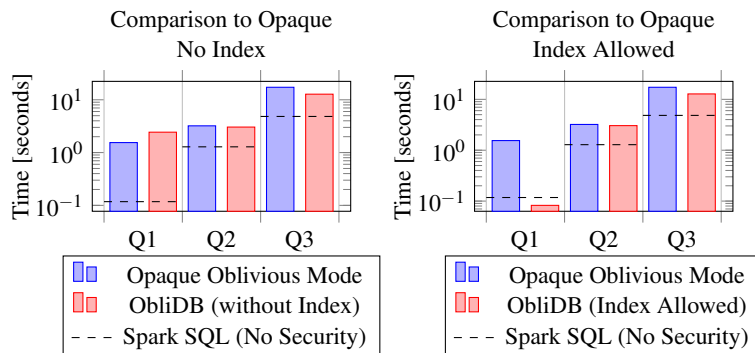 Comparison to Opaque
No Index
Time [seconds]
10^1
10^0
10^−1
Q1 Q2 Q3
Opaque Oblivious Mode
ObliDB (without Index)
Spark SQL (No Security)
Comparison to Opaque
Index Allowed
Time [seconds]
10^1
10^0
10^−1
Q1 Q2 Q3
Opaque Oblivious Mode
ObliDB (Index Allowed)
Spark SQL (No Security)